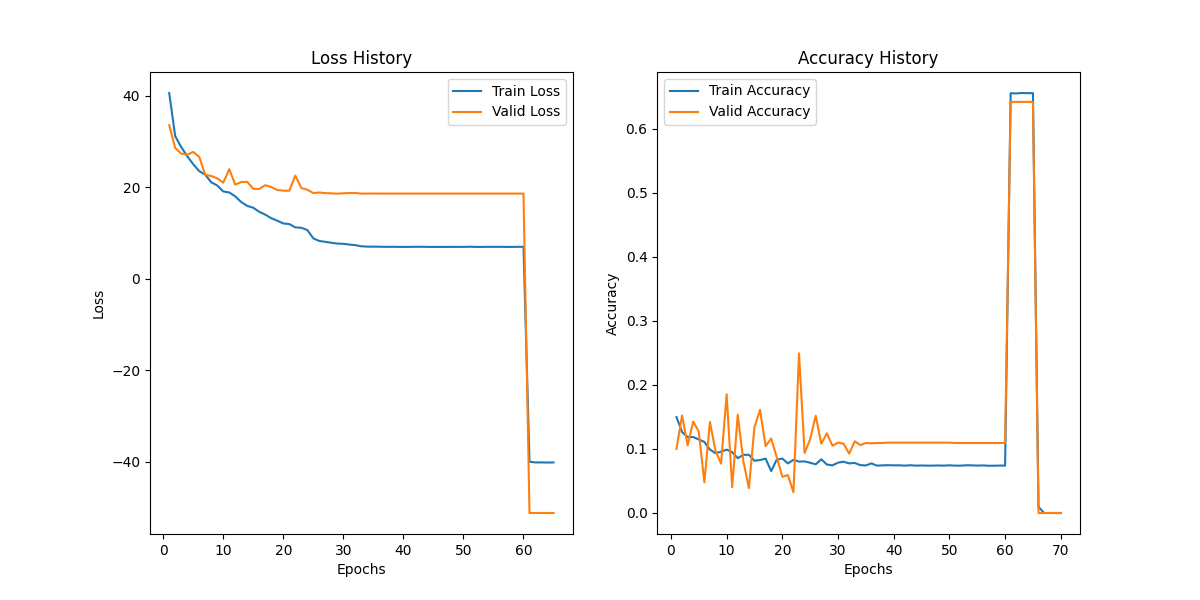 Loss History
Train Loss
Valid Loss
40
20
0
−20
−40
Loss
0 10 20 30 40 50 60
Epochs
Accuracy History
Train Accuracy
Valid Accuracy
0.6
0.5
0.4
0.3
0.2
0.1
0.0
Accuracy
0 10 20 30 40 50 60 70
Epochs